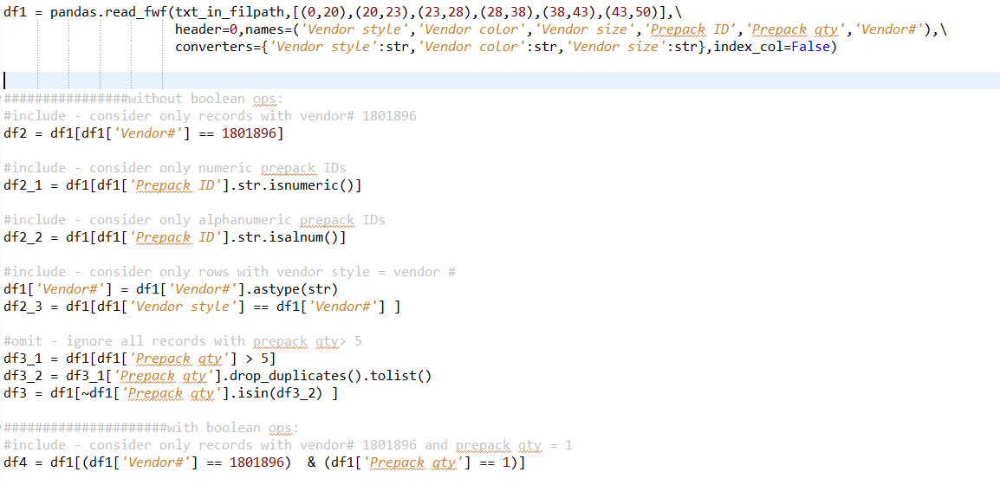 df1 = pandas.read_fwf(txt_in_filpath,[(0,20),(20,23),(23,28),(28,38),(38,43),(43,50)],\
header=0,names=('Vendor style','Vendor color','Vendor size','Prepack ID','Prepack qty','Vendor#'),\
converters={'Vendor style':str,'Vendor color':str,'Vendor size':str},index_col=False)
################without boolean ops:
#include - consider only records with vendor# 1801896
df2 = df1[df1['Vendor#'] == 1801896]
#include - consider only numeric prepack IDs
df2_1 = df1[df1['Prepack ID'].str.isnumeric()]
#include - consider only alphanumeric prepack IDs
df2_2 = df1[df1['Prepack ID'].str.isalnum()]
#include - consider only rows with vendor style = vendor #
df1['Vendor#'] = df1['Vendor#'].astype(str)
df2_3 = df1[df1['Vendor style'] == df1['Vendor#'] ]
#omit - ignore all records with prepack qty> 5
df3_1 = df1[df1['Prepack qty'] > 5]
df3_2 = df3_1['Prepack qty'].drop_duplicates().tolist()
df3 = df1[~df1['Prepack qty'].isin(df3_2) ]
#####################with boolean ops:
#include - consider only records with vendor# 1801896 and prepack qty = 1
df4 = df1[(df1['Vendor#'] == 1801896)  & (df1['Prepack qty'] == 1)]